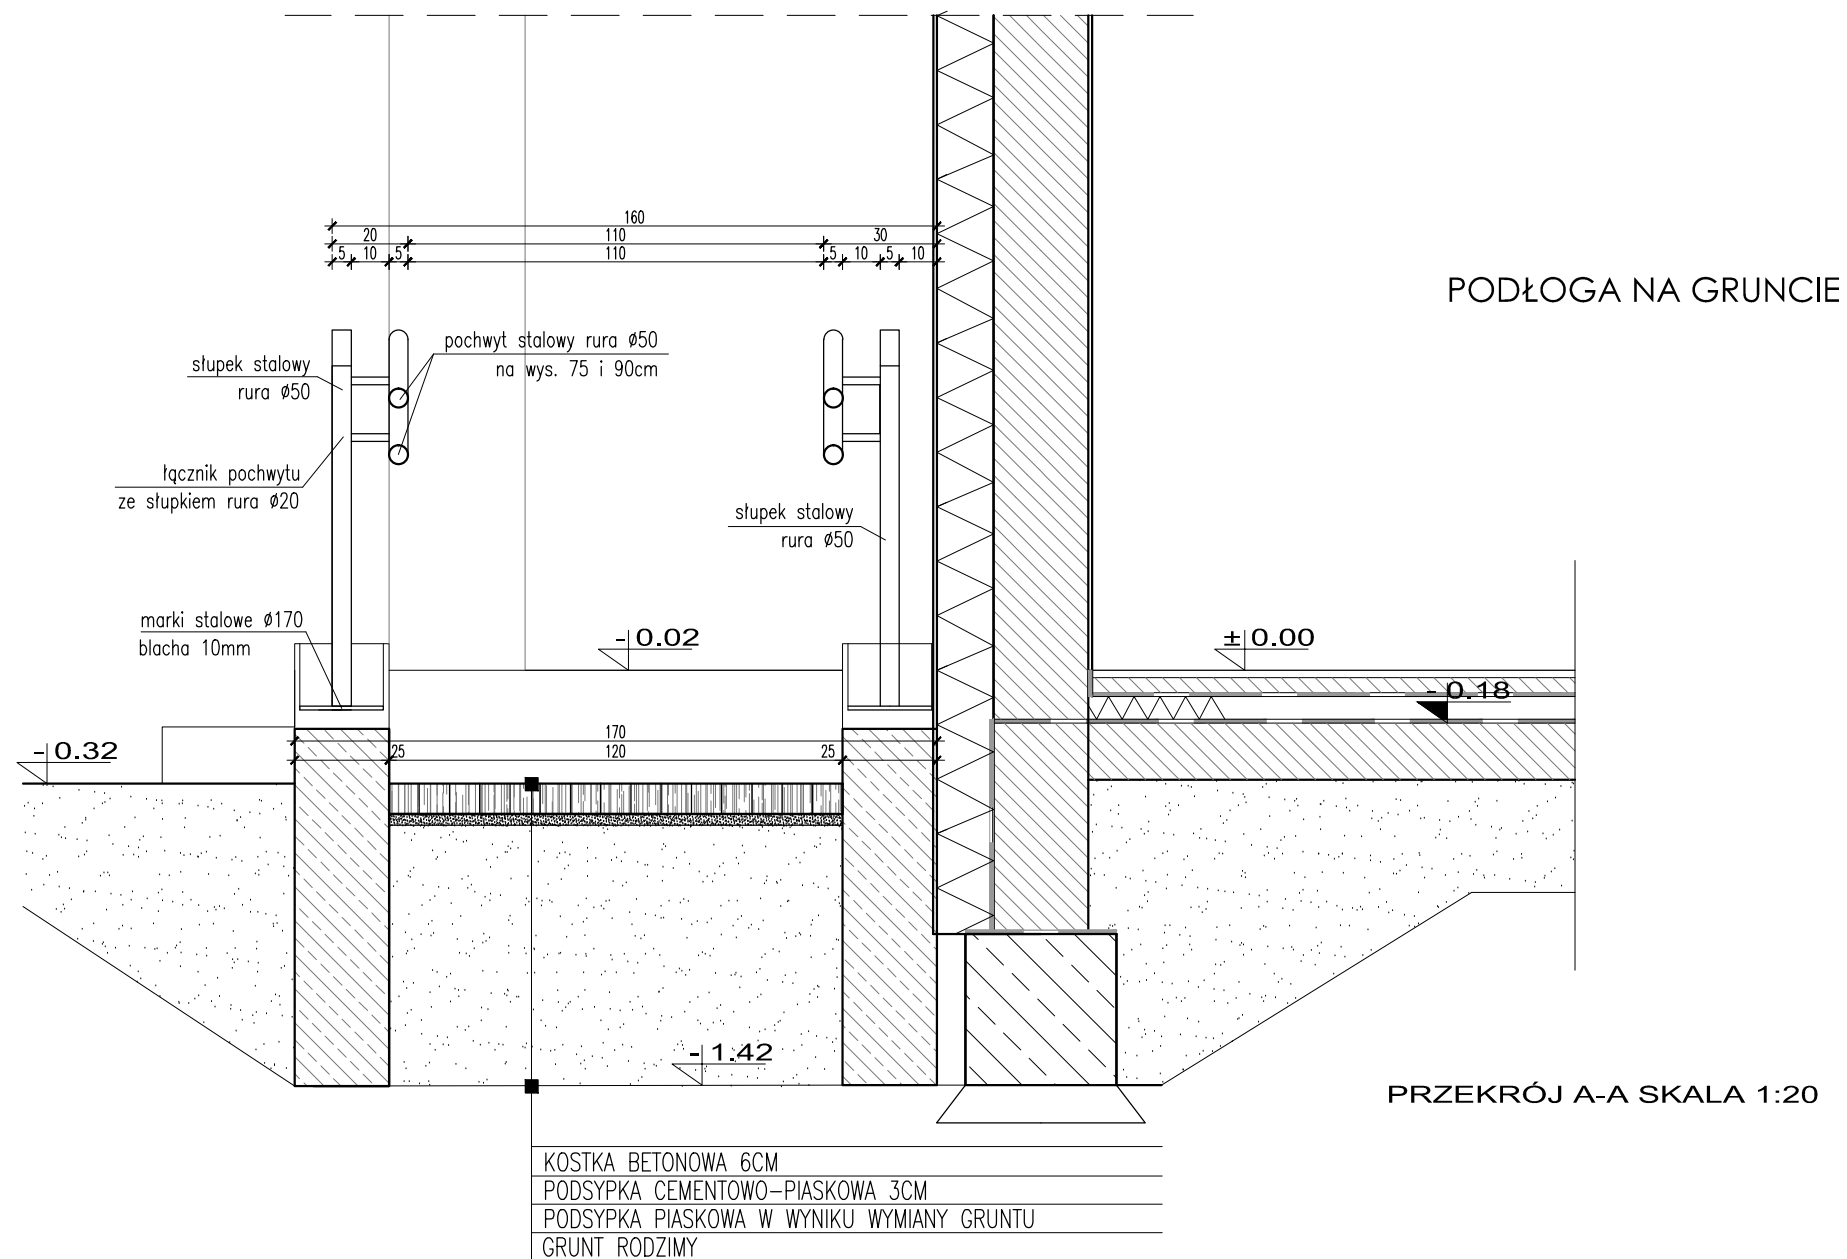 160
20 110 30
5 10 5 110 5 10 5 10
PODŁOGA NA GRUNCIE
pochwyt stalowy rura Ø50
na wys. 75 i 90cm
słupek stalowy
rura Ø50
łącznik pochwytu
ze słupkiem rura Ø20
słupek stalowy
rura Ø50
marki stalowe Ø170
blacha 10mm
-0.02
±0.00
-0.18
-0.32
170
25 120 25
-1.42
PRZEKRÓJ A-A SKALA 1:20
KOSTKA BETONOWA 6CM
PODSYPKA CEMENTOWO-PIASKOWA 3CM
PODSYPKA PIASKOWA W WYNIKU WYMIANY GRUNTU
GRUNT RODZIMY